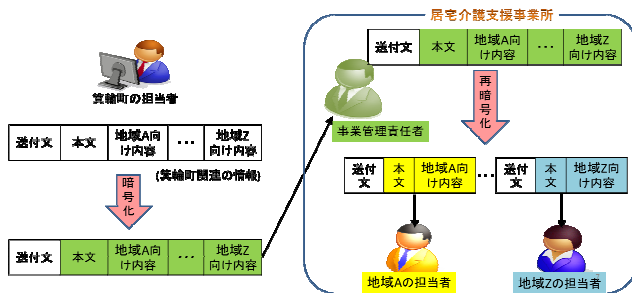 居宅介護支援事業所
送付文 本文 地域A向
け内容 ・・・ 地域Z
向け内容
箕輪町の担当者
再暗号化
事業管理責任者
送付文 本文 地域A向
け内容 ・・・ 地域Z
向け内容
(箕輪町関連の情報)
暗号化
送付
文 本
文 地域A向
け内容 ・・・ 送付
文 本
文 地域Z向
け内容
送付文 本文 地域A向
け内容 ・・・ 地域Z
向け内容
地域Aの担当者 地域Zの担当者